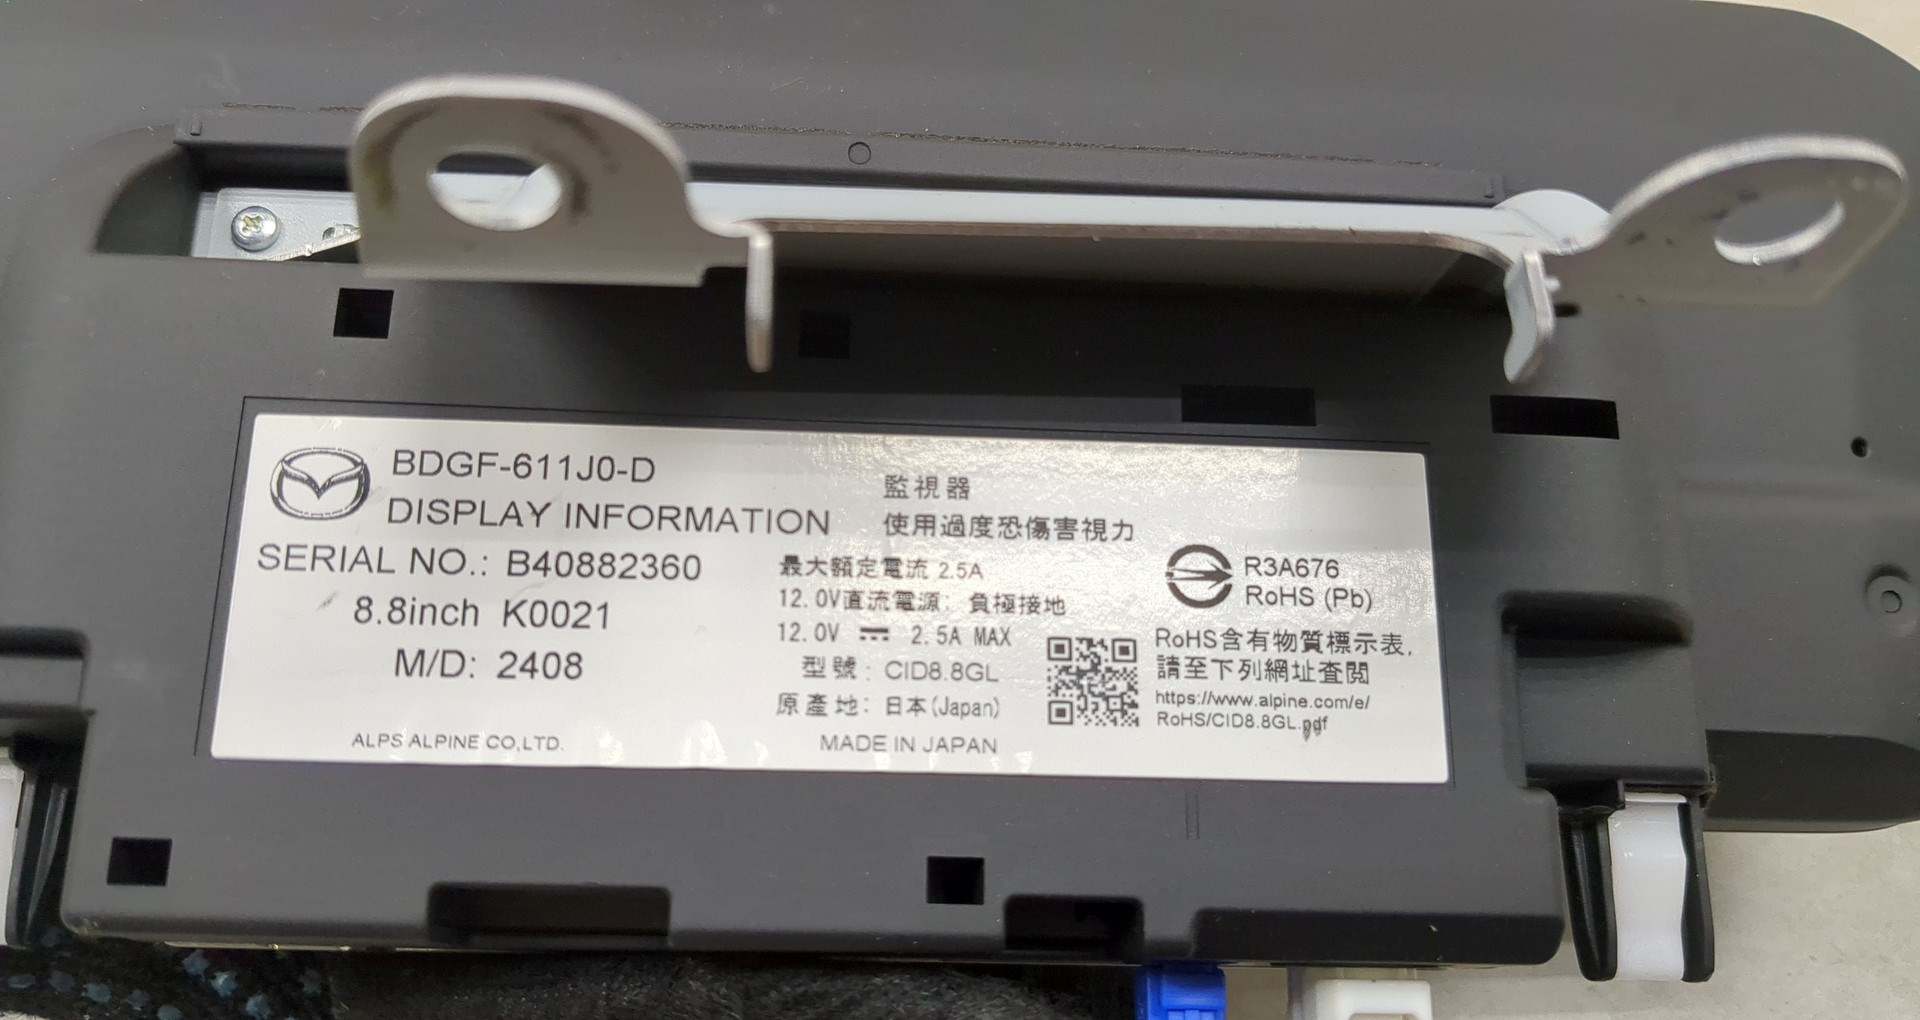 BDGF-611J0-D
DISPLAY INFORMATION
SERIAL NO.: B40882360
8.8inch K0021
M/D: 2408
ALPS ALPINE CO,LTD.
監視器
使用過度恐傷害視力
最大額定電流 2.5A
12.0V直流電源: 負極接地
12.0V ⎓ 2.5A MAX
型號: CID8.8GL
原產地: 日本(Japan)
MADE IN JAPAN
R3A676
RoHS (Pb)
RoHS含有物質標示表,
請至下列網址查閱
https://www.alpine.com/e/
RoHS/CID8.8GL.pdf